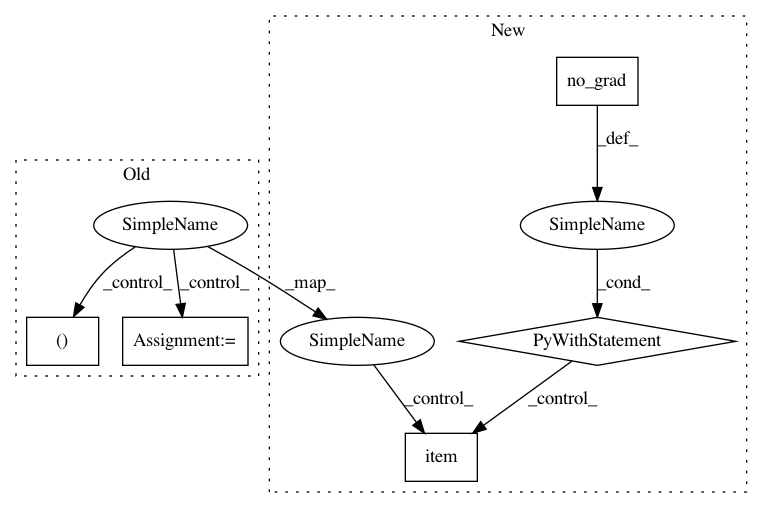 New
no_grad
_def_
Old
SimpleName
SimpleName
_control_
_control_
_map_
_cond_
()
Assignment:=
SimpleName
PyWithStatement
_control_
_control_
item